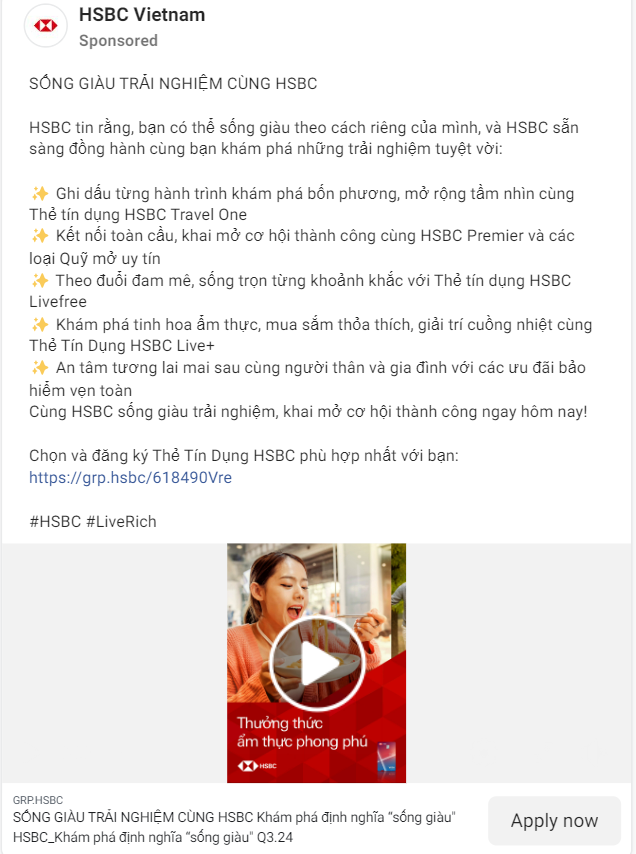 HSBC Vietnam
Sponsored
SỐNG GIÀU TRẢI NGHIỆM CÙNG HSBC
HSBC tin rằng, bạn có thể sống giàu theo cách riêng của mình, và HSBC sẵn
sàng đồng hành cùng bạn khám phá những trải nghiệm tuyệt vời:
✨ Ghi dấu từng hành trình khám phá bốn phương, mở rộng tầm nhìn cùng
Thẻ tín dụng HSBC Travel One
✨ Kết nối toàn cầu, khai mở cơ hội thành công cùng HSBC Premier và các
loại Quỹ mở uy tín
✨ Theo đuổi đam mê, sống trọn từng khoảnh khắc với Thẻ tín dụng HSBC
Livefree
✨ Khám phá tinh hoa ẩm thực, mua sắm thỏa thích, giải trí cuồng nhiệt cùng
Thẻ Tín Dụng HSBC Live+
✨ An tâm tương lai mai sau cùng người thân và gia đình với các ưu đãi bảo
hiểm vẹn toàn
Cùng HSBC sống giàu trải nghiệm, khai mở cơ hội thành công ngay hôm nay!
Chọn và đăng ký Thẻ Tín Dụng HSBC phù hợp nhất với bạn:
https://grp.hsbc/618490Vre
#HSBC #LiveRich
Thưởng thức
ẩm thực phong phú
HSBC
GRP.HSBC
SỐNG GIÀU TRẢI NGHIỆM CÙNG HSBC Khám phá định nghĩa “sống giàu"
HSBC_Khám phá định nghĩa “sống giàu" Q3.24
Apply now